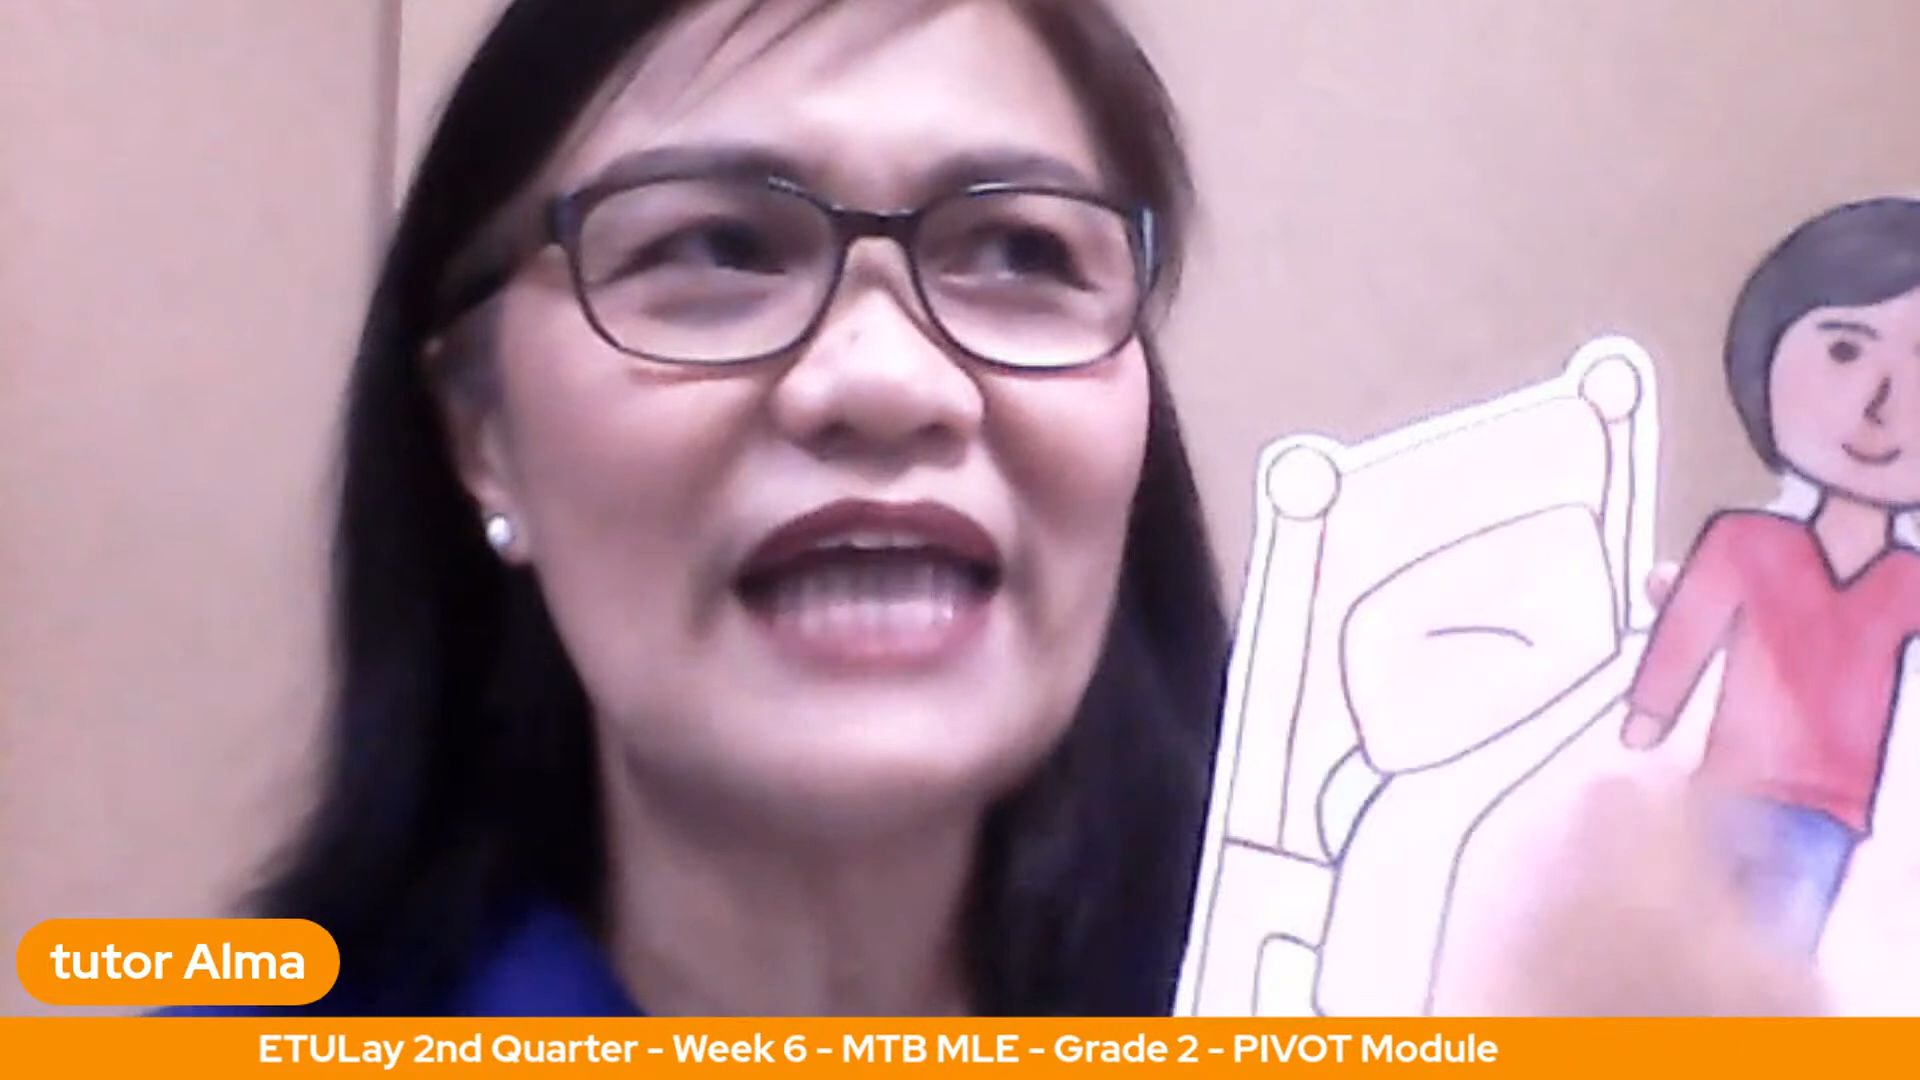 tutor Alma
ETULay 2nd Quarter - Week 6 - MTB MLE - Grade 2 - PIVOT Module